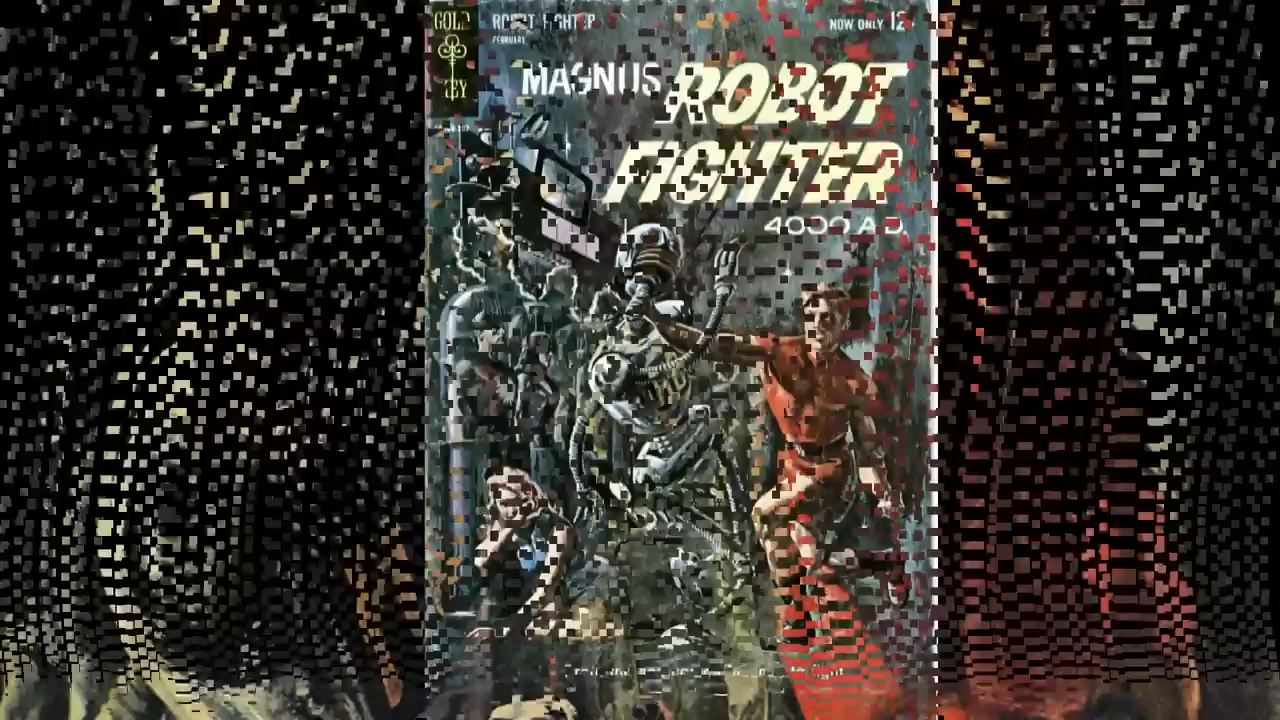 GOLD
KEY
ROBOT FIGHTER
FEBRUARY
NOW ONLY 12
MAGNUS ROBOT
FIGHTER
4000 A.D.